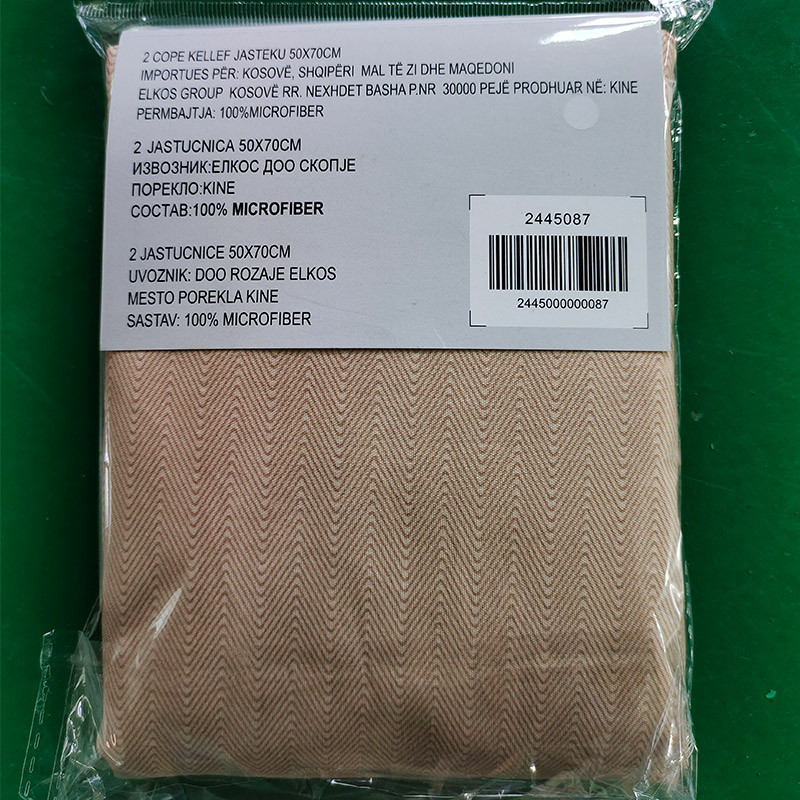 2 COPE KELLEF JASTEKU 50X70CM
IMPORTUES PËR: KOSOVË, SHQIPËRI MAL TË ZI DHE MAQEDONI
ELKOS GROUP KOSOVË RR. NEXHDET BASHA P.NR 30000 PEJË PRODHUAR NË: KINE
PERMBAJTJA: 100%MICROFIBER
2 JASTUCNICA 50X70CM
ИЗВОЗНИК:ЕЛКОС ДОО СКОПЈЕ
ПОРЕКЛО:KINE
СОСТАВ:100% MICROFIBER
2 JASTUCNICE 50X70CM
UVOZNIK: DOO ROZAJE ELKOS
MESTO POREKLA KINE
SASTAV: 100% MICROFIBER
2445087
2445000000087